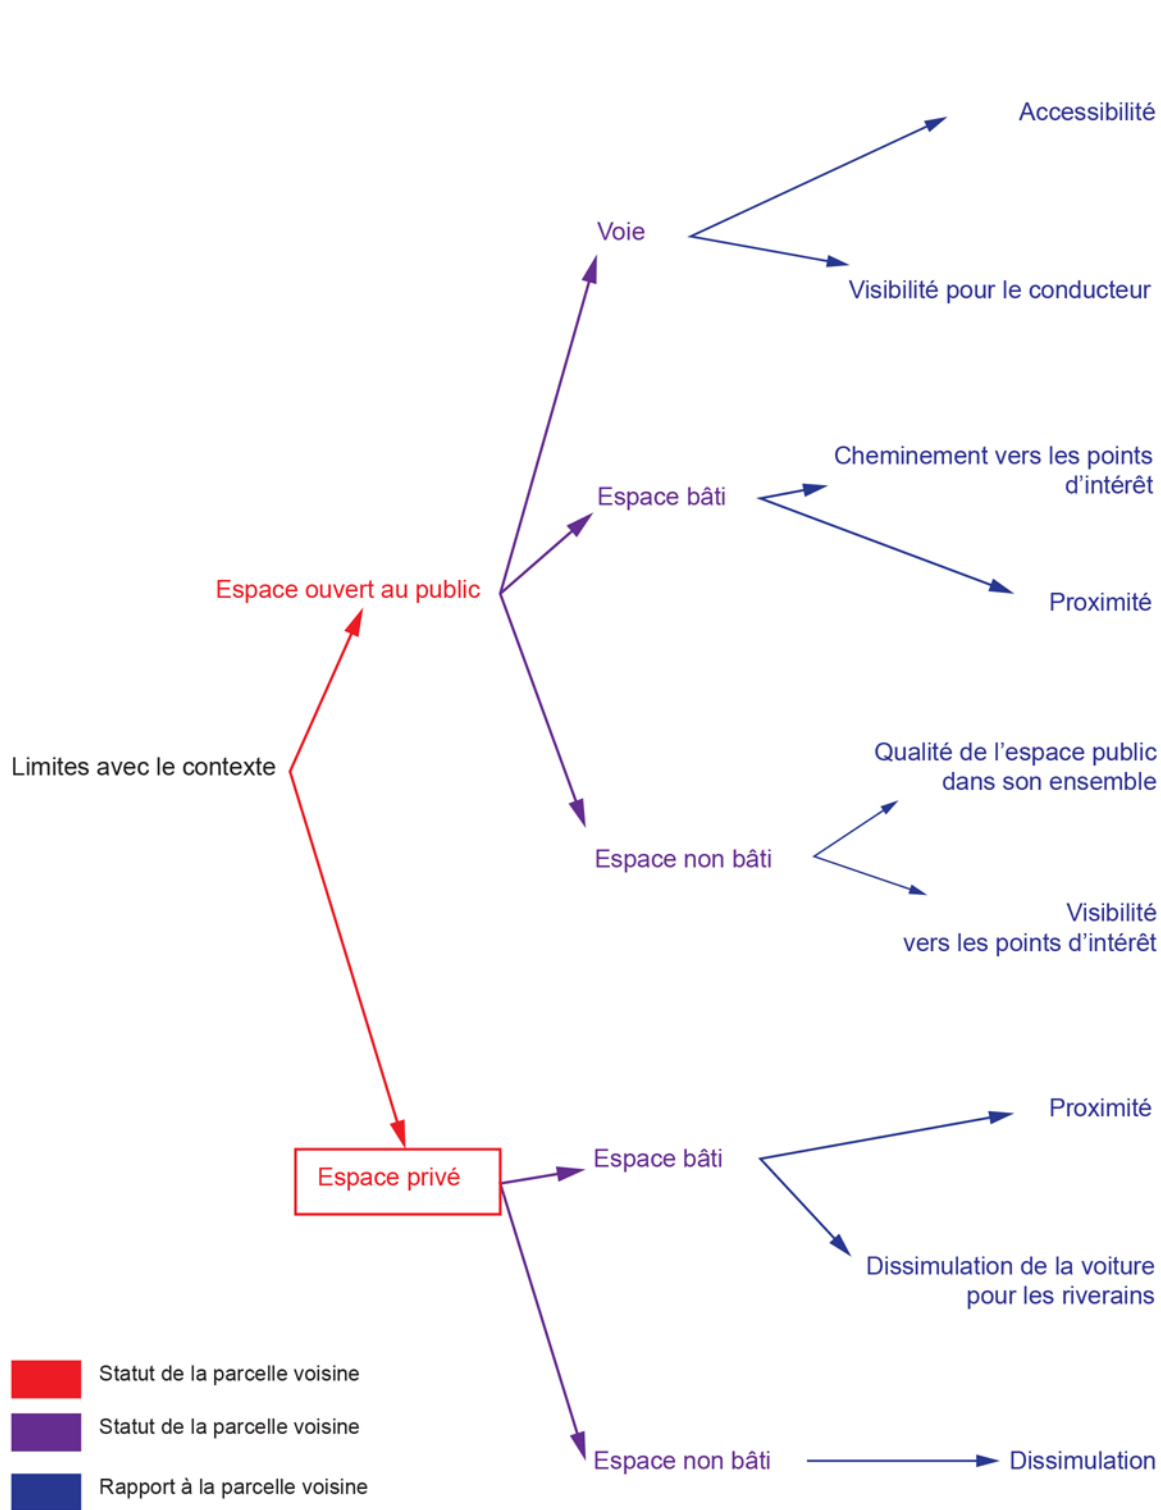 Accessibilité
Voie
Visibilité pour le conducteur
Cheminement vers les points
d’intérêt
Espace bâti
Espace ouvert au public
Proximité
Limites avec le contexte
Qualité de l’espace public
dans son ensemble
Espace non bâti
Visibilité
vers les points d’intérêt
Proximité
Espace bâti
Espace privé
Dissimulation de la voiture
pour les riverains
Espace non bâti
Dissimulation
Statut de la parcelle voisine
Statut de la parcelle voisine
Rapport à la parcelle voisine